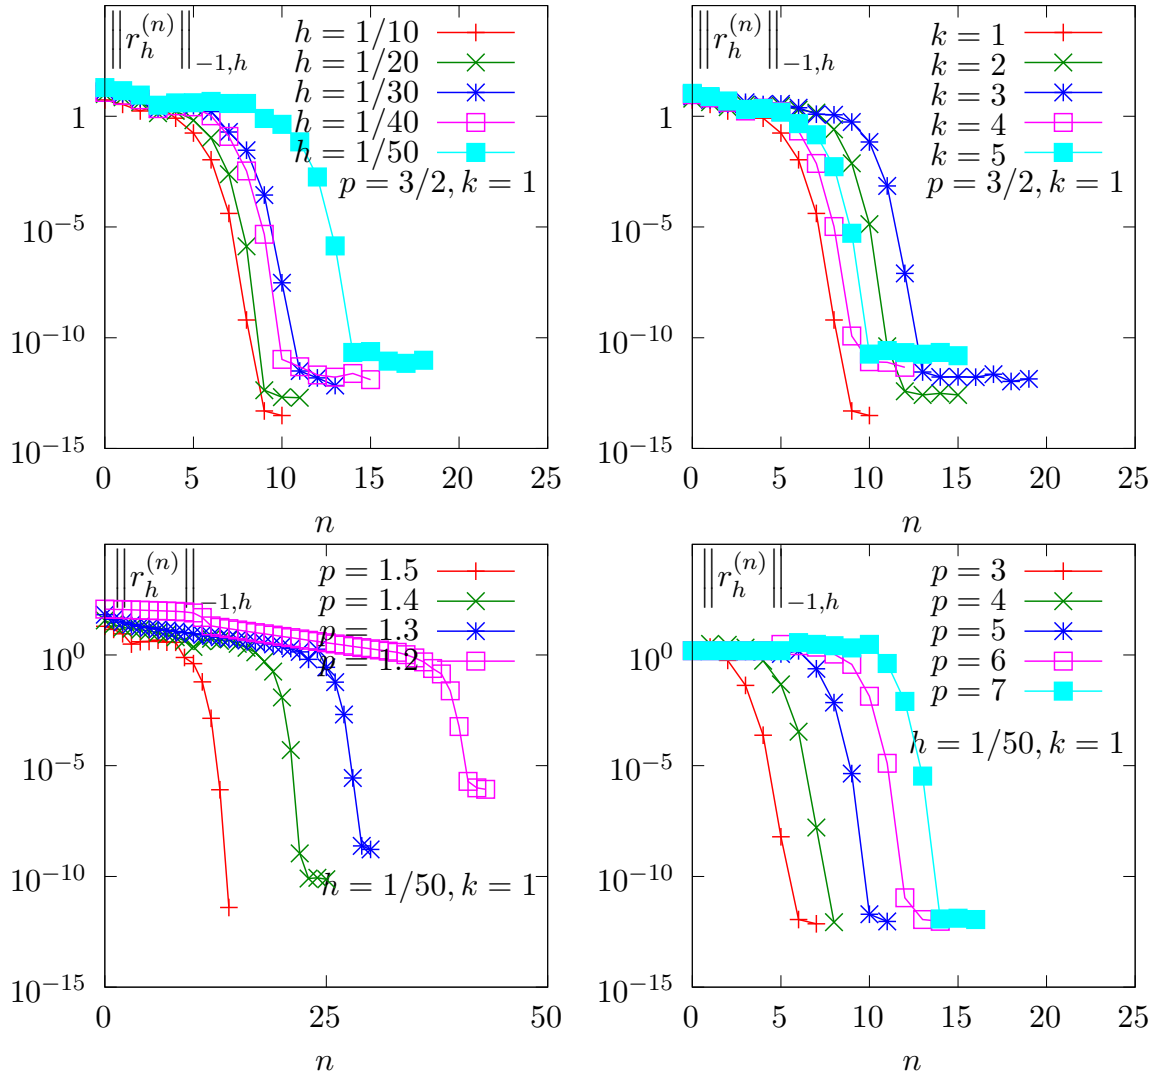 ‖r_h^{(n)}‖_{-1,h}
h = 1/10
h = 1/20
h = 1/30
h = 1/40
h = 1/50
p = 3/2, k = 1
1
10^{-5}
10^{-10}
10^{-15}
0 5 10 15 20 25
n
‖r_h^{(n)}‖_{-1,h}
k = 1
k = 2
k = 3
k = 4
k = 5
p = 3/2, k = 1
1
10^{-5}
10^{-10}
10^{-15}
0 5 10 15 20 25
n
‖r_h^{(n)}‖_{-1,h}
p = 1.5
p = 1.4
p = 1.3
p = 1.2
h = 1/50, k = 1
10^{0}
10^{-5}
10^{-10}
10^{-15}
0 25 50
n
‖r_h^{(n)}‖_{-1,h}
p = 3
p = 4
p = 5
p = 6
p = 7
h = 1/50, k = 1
10^{0}
10^{-5}
10^{-10}
10^{-15}
0 5 10 15 20 25
n